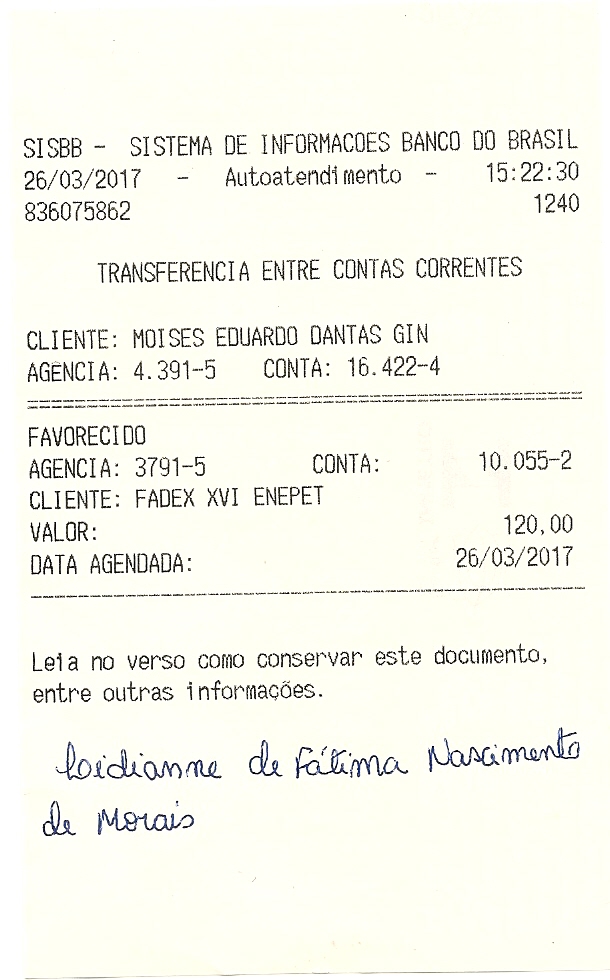 SISBB - SISTEMA DE INFORMACOES BANCO DO BRASIL
26/03/2017 - Autoatendimento - 15:22:30
836075862 1240
TRANSFERENCIA ENTRE CONTAS CORRENTES
CLIENTE: MOISES EDUARDO DANTAS GIN
AGENCIA: 4.391-5 CONTA: 16.422-4
FAVORECIDO
AGENCIA: 3791-5 CONTA: 10.055-2
CLIENTE: FADEX XVI ENEPET
VALOR: 120,00
DATA AGENDADA: 26/03/2017
Leia no verso como conservar este documento,
entre outras informações.
de Fátima Nascimento
de Morais